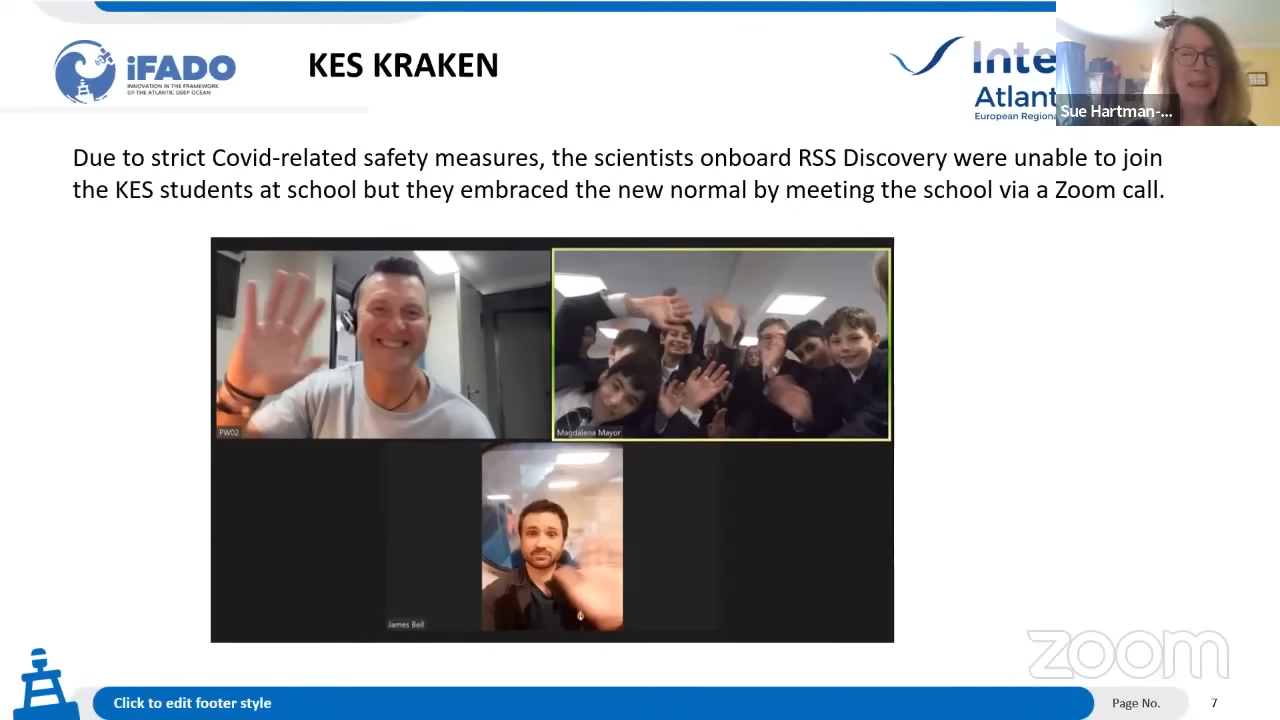 KES KRAKEN
iFADO
INNOVATION IN THE FRAMEWORK
OF THE ATLANTIC DEEP OCEAN
Inte
Atlant
European Regiona
Sue Hartman-...
Due to strict Covid-related safety measures, the scientists onboard RSS Discovery were unable to join
the KES students at school but they embraced the new normal by meeting the school via a Zoom call.
PW02
Magdalena Mayor
James Bell
zoom
Click to edit footer style
Page No.
7